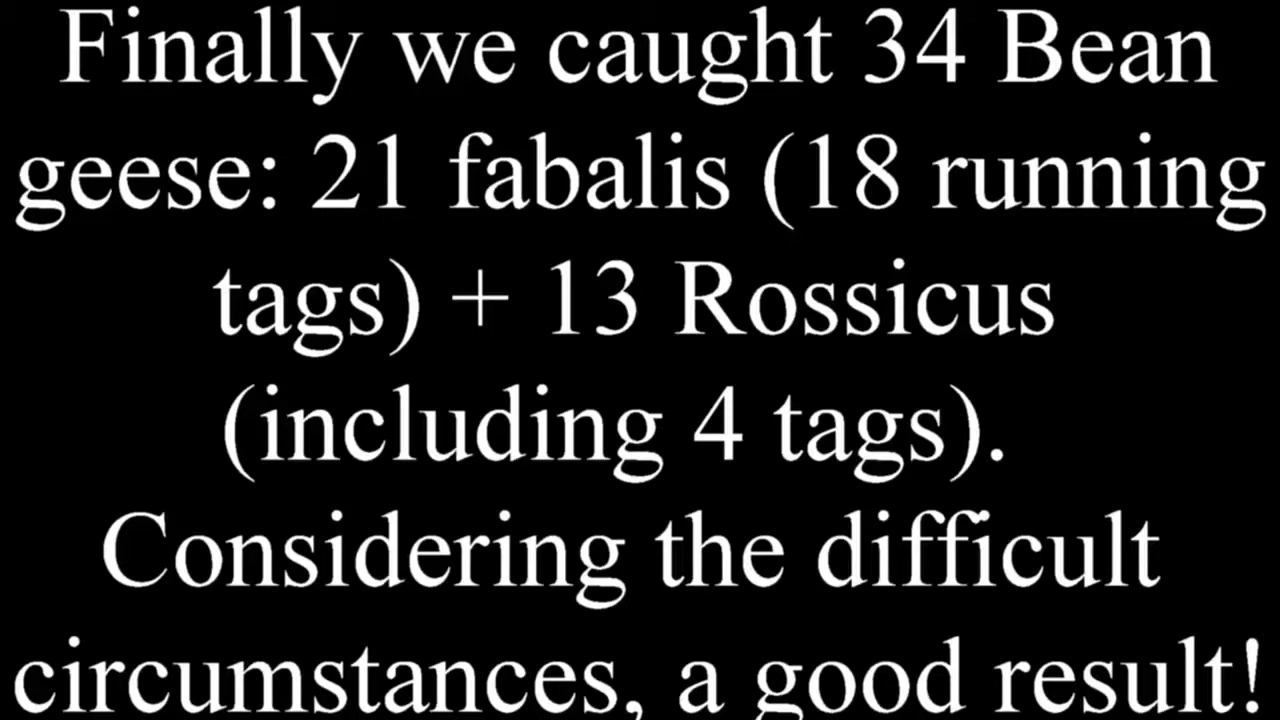 Finally we caught 34 Bean
geese: 21 fabalis (18 running
tags) + 13 Rossicus
(including 4 tags).
Considering the difficult
circumstances, a good result!